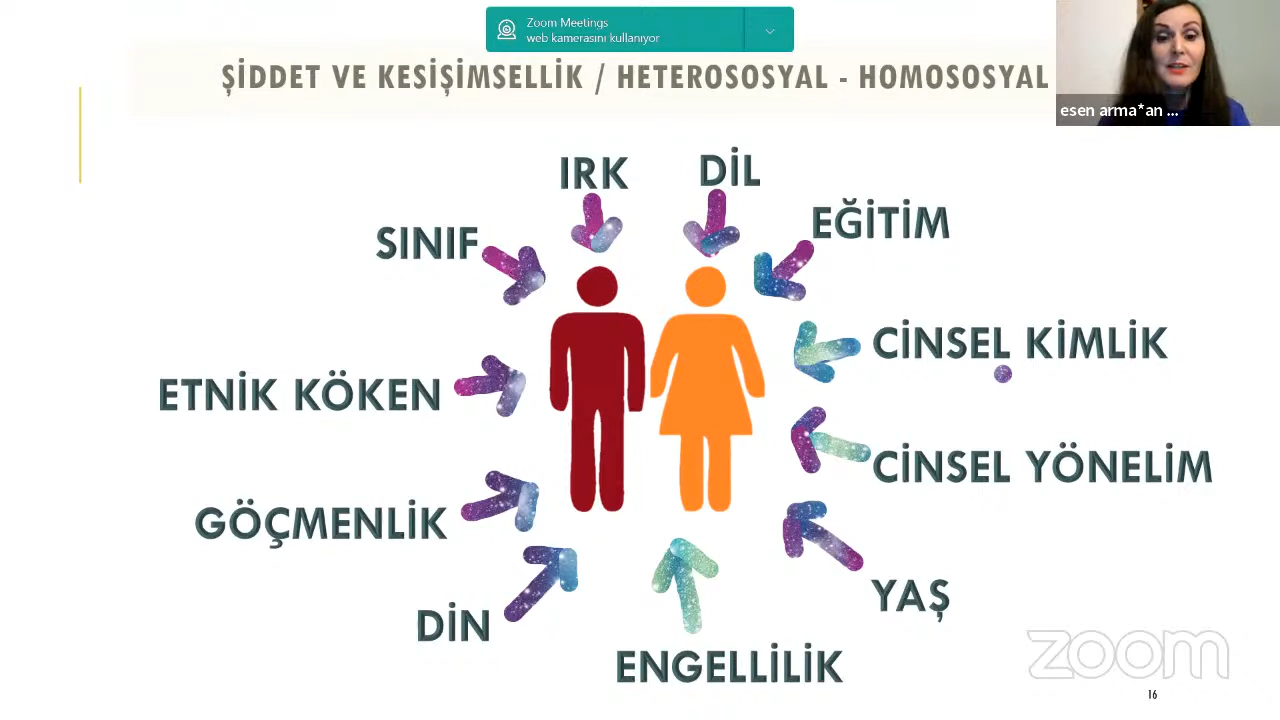 Zoom Meetings
web kamerasını kullanıyor
ŞİDDET VE KESİŞİMSELLİK / HETEROSOSYAL - HOMOSOSYAL
esen arma*an ...
IRK
DİL
SINIF
EĞİTİM
CİNSEL KİMLİK
ETNİK KÖKEN
CİNSEL YÖNELİM
GÖÇMENLİK
YAŞ
DİN
ENGELLİLİK
zoom
16